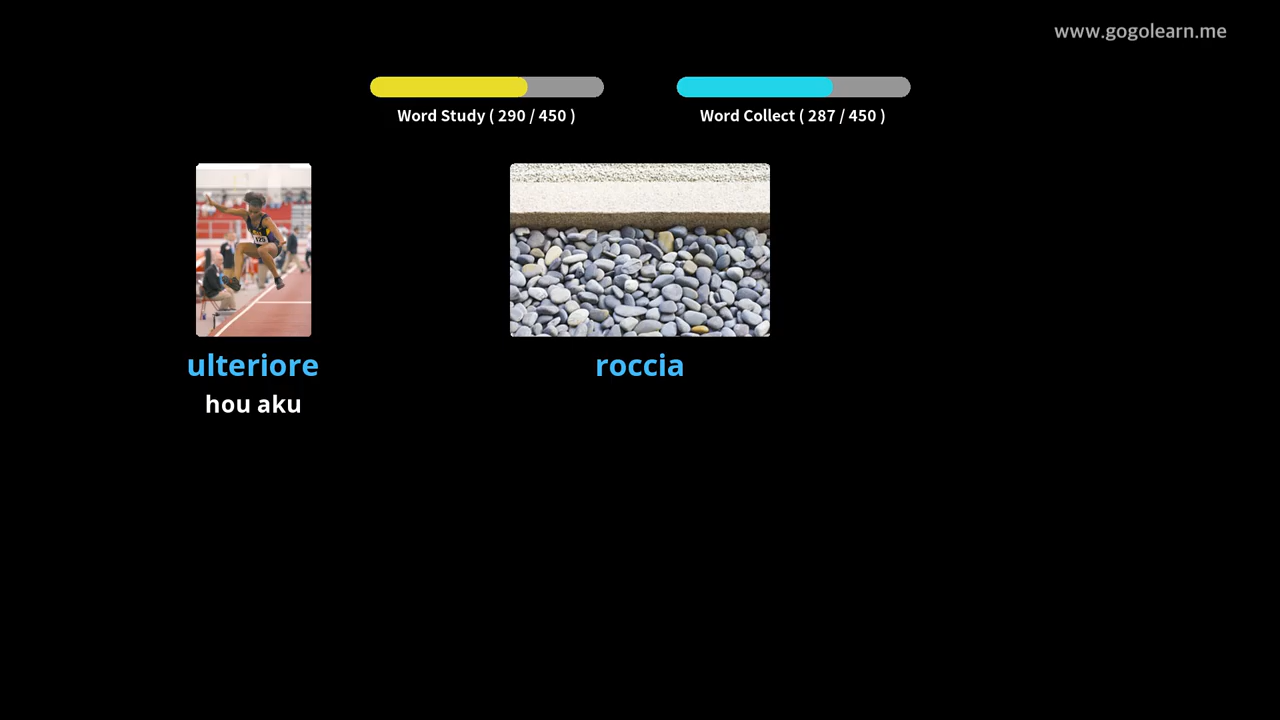 www.gogolearn.me
Word Study ( 290 / 450 )
Word Collect ( 287 / 450 )
ulteriore
roccia
hou aku